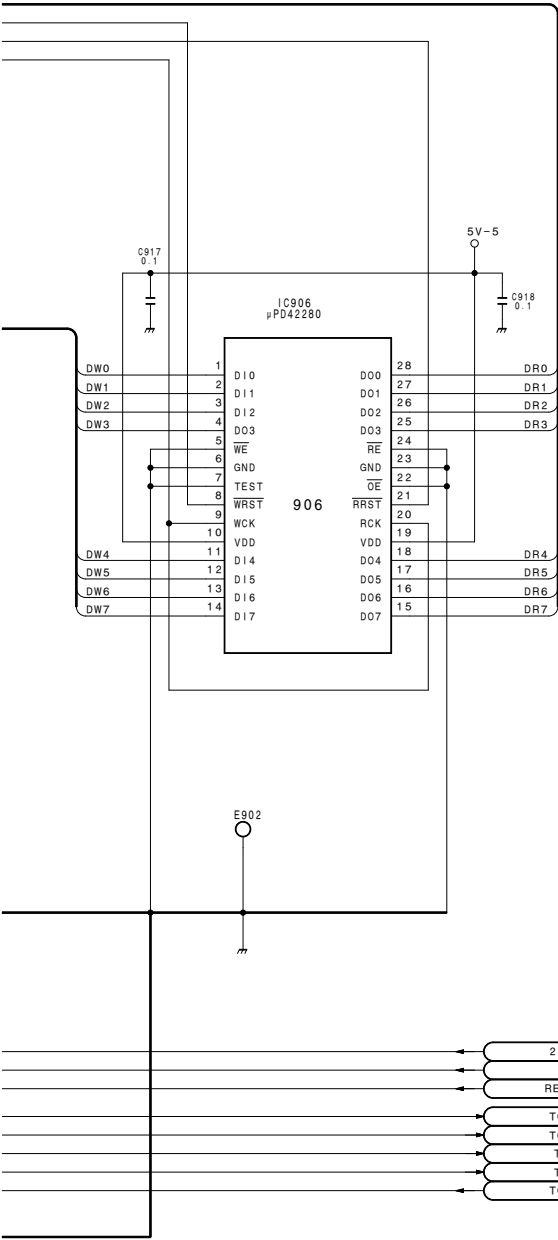 5V-5
C917
0.1
C918
0.1
IC906
µPD42280
DW0 1 DI0 DO0 28 DR0
DW1 2 DI1 DO1 27 DR1
DW2 3 DI2 DO2 26 DR2
DW3 4 DO3 DO3 25 DR3
5 WE RE 24
6 GND GND 23
7 TEST OE 22
8 WRST 906 RRST 21
9 WCK RCK 20
10 VDD VDD 19
DW4 11 DI4 DO4 18 DR4
DW5 12 DI5 DO5 17 DR5
DW6 13 DI6 DO6 16 DR6
DW7 14 DI7 DO7 15 DR7
E902
2
RE
T
T